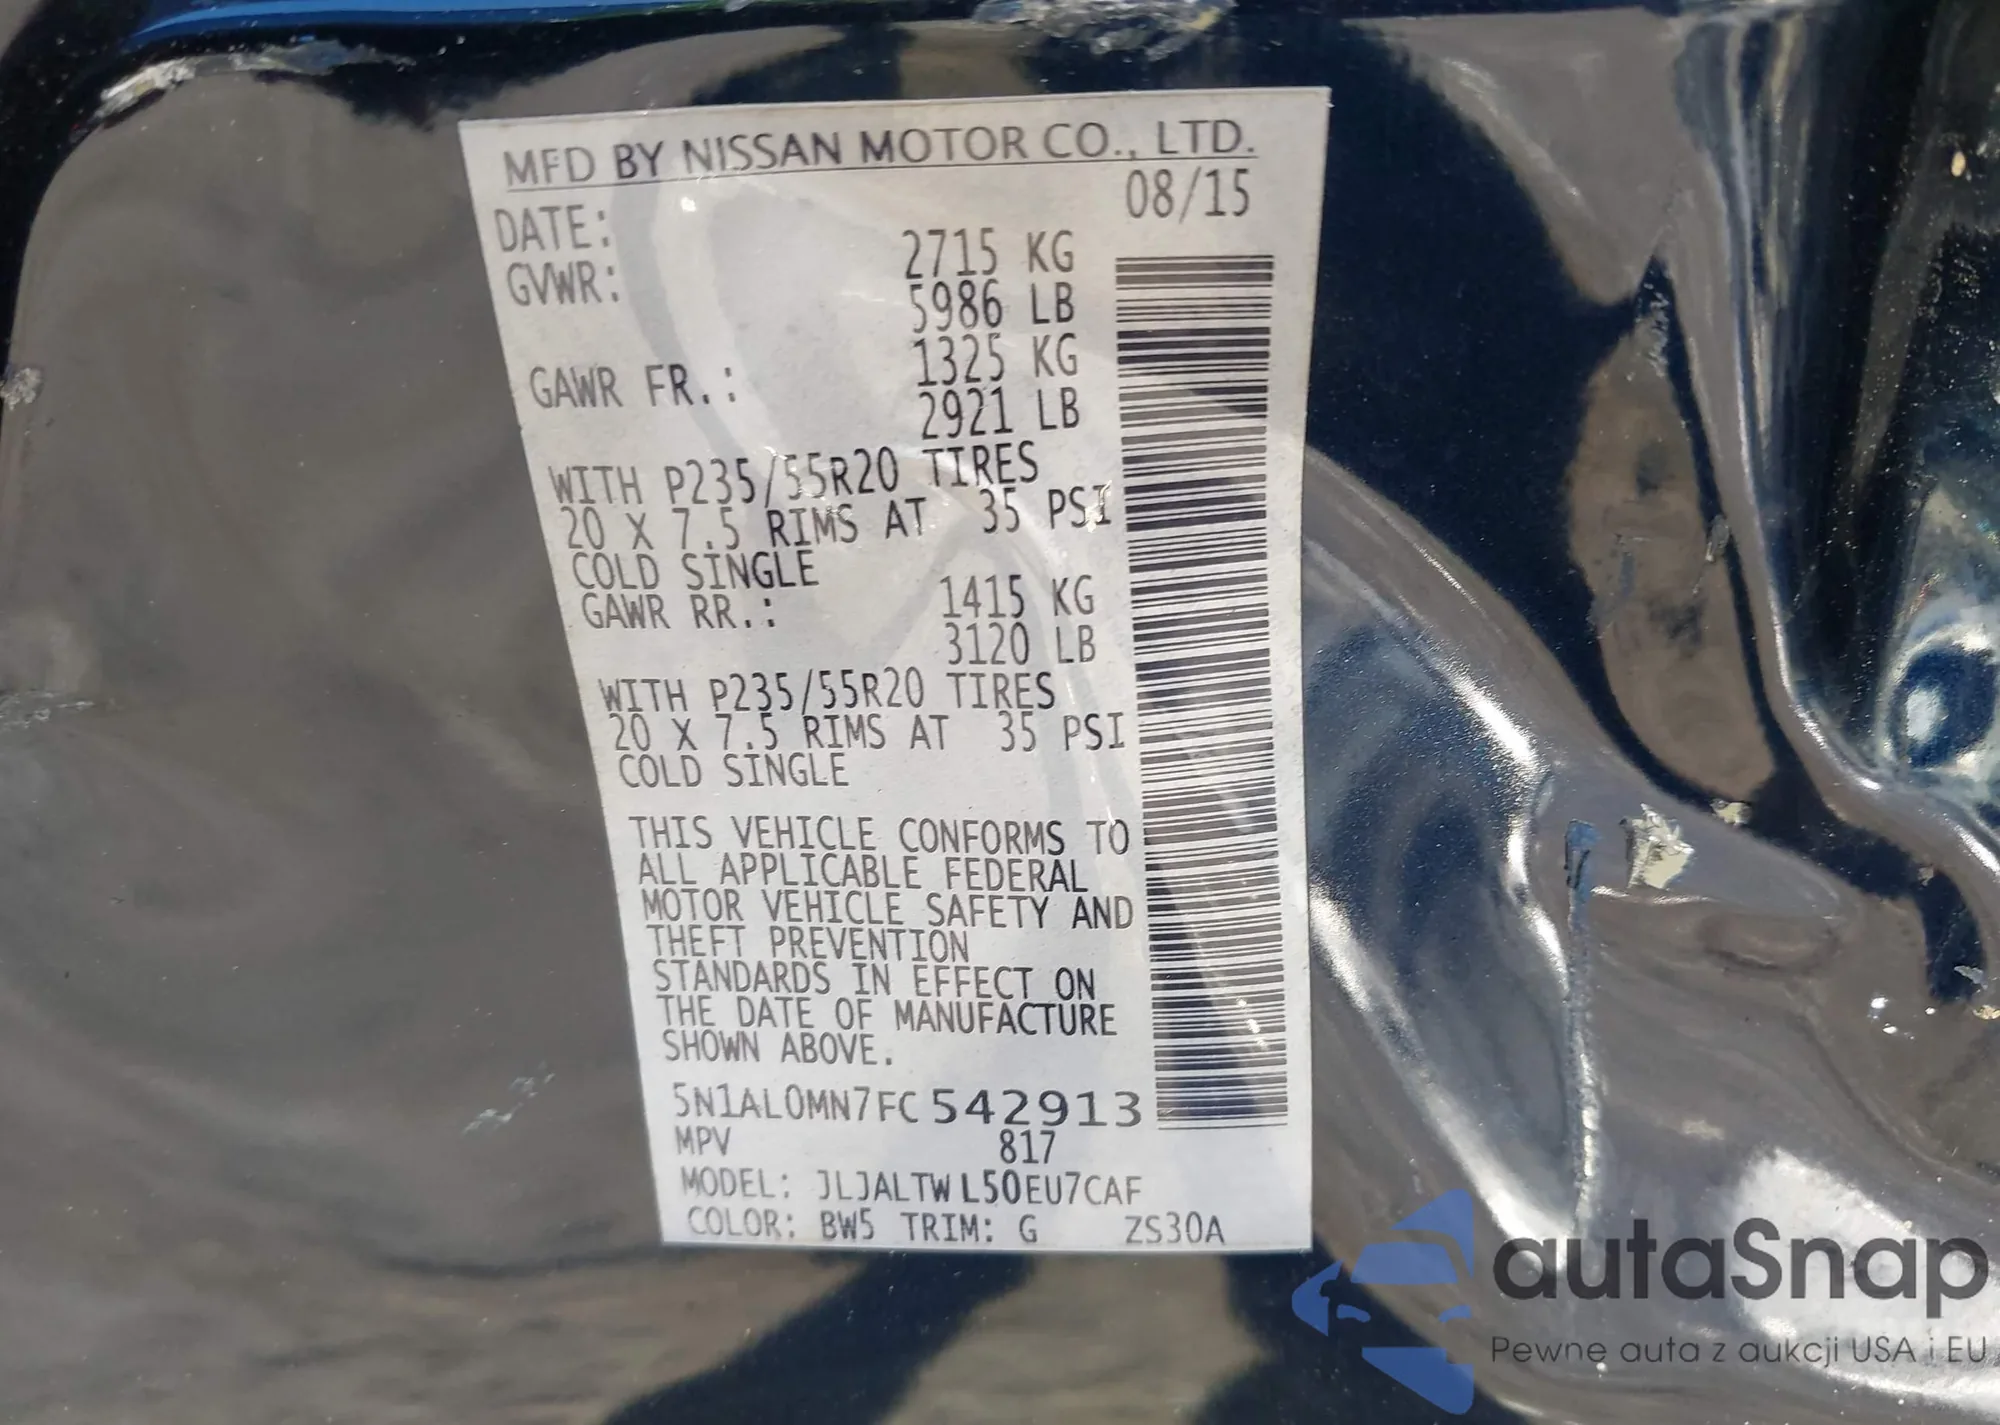 MFD BY NISSAN MOTOR CO., LTD.
DATE: 08/15
GVWR: 2715 KG
5986 LB
GAWR FR.: 1325 KG
2921 LB
WITH P235/55R20 TIRES
20 X 7.5 RIMS AT 35 PSI
COLD SINGLE
GAWR RR.: 1415 KG
3120 LB
WITH P235/55R20 TIRES
20 X 7.5 RIMS AT 35 PSI
COLD SINGLE
THIS VEHICLE CONFORMS TO
ALL APPLICABLE FEDERAL
MOTOR VEHICLE SAFETY AND
THEFT PREVENTION
STANDARDS IN EFFECT ON
THE DATE OF MANUFACTURE
SHOWN ABOVE.
5N1AL0MN7FC542913
MPV 817
MODEL: JLJALTWL50EU7CAF
COLOR: BW5 TRIM: G ZS30A
autaSnap
Pewne auta z aukcji USA i EU